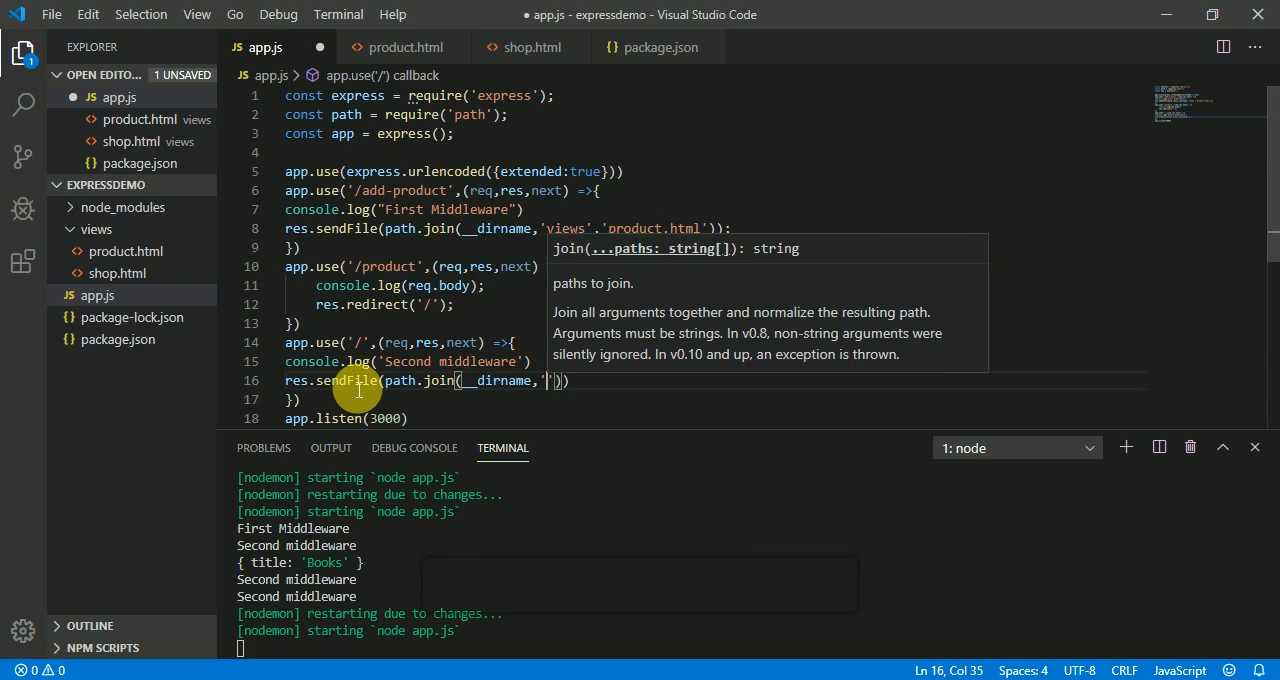 File Edit Selection View Go Debug Terminal Help
● app.js - expressdemo - Visual Studio Code
EXPLORER
JS app.js ●
<> product.html
<> shop.html
{} package.json
OPEN EDITO... 1 UNSAVED
JS app.js > app.use('/') callback
● JS app.js
<> product.html views
<> shop.html views
{} package.json
EXPRESSDEMO
> node_modules
views
<> product.html
<> shop.html
JS app.js
{} package-lock.json
{} package.json
> OUTLINE
> NPM SCRIPTS
1 const express = require('express');
2 const path = require('path');
3 const app = express();
4
5 app.use(express.urlencoded({extended:true}))
6 app.use('/add-product',(req,res,next) =>{
7 console.log("First Middleware")
8 res.sendFile(path.join(__dirname,'views','product.html'));
9 })
10 app.use('/product',(req,res,next)
11 console.log(req.body);
12 res.redirect('/');
13 })
14 app.use('/',(req,res,next) =>{
15 console.log('Second middleware')
16 res.sendFile(path.join(__dirname,''))
17 })
18 app.listen(3000)
join(...paths: string[]): string
paths to join.
Join all arguments together and normalize the resulting path.
Arguments must be strings. In v0.8, non-string arguments were
silently ignored. In v0.10 and up, an exception is thrown.
PROBLEMS OUTPUT DEBUG CONSOLE TERMINAL
1: node
[nodemon] starting `node app.js`
[nodemon] restarting due to changes...
[nodemon] starting `node app.js`
First Middleware
Second middleware
{ title: 'Books' }
Second middleware
Second middleware
[nodemon] restarting due to changes...
[nodemon] starting `node app.js`
0 0
Ln 16, Col 35 Spaces: 4 UTF-8 CRLF JavaScript